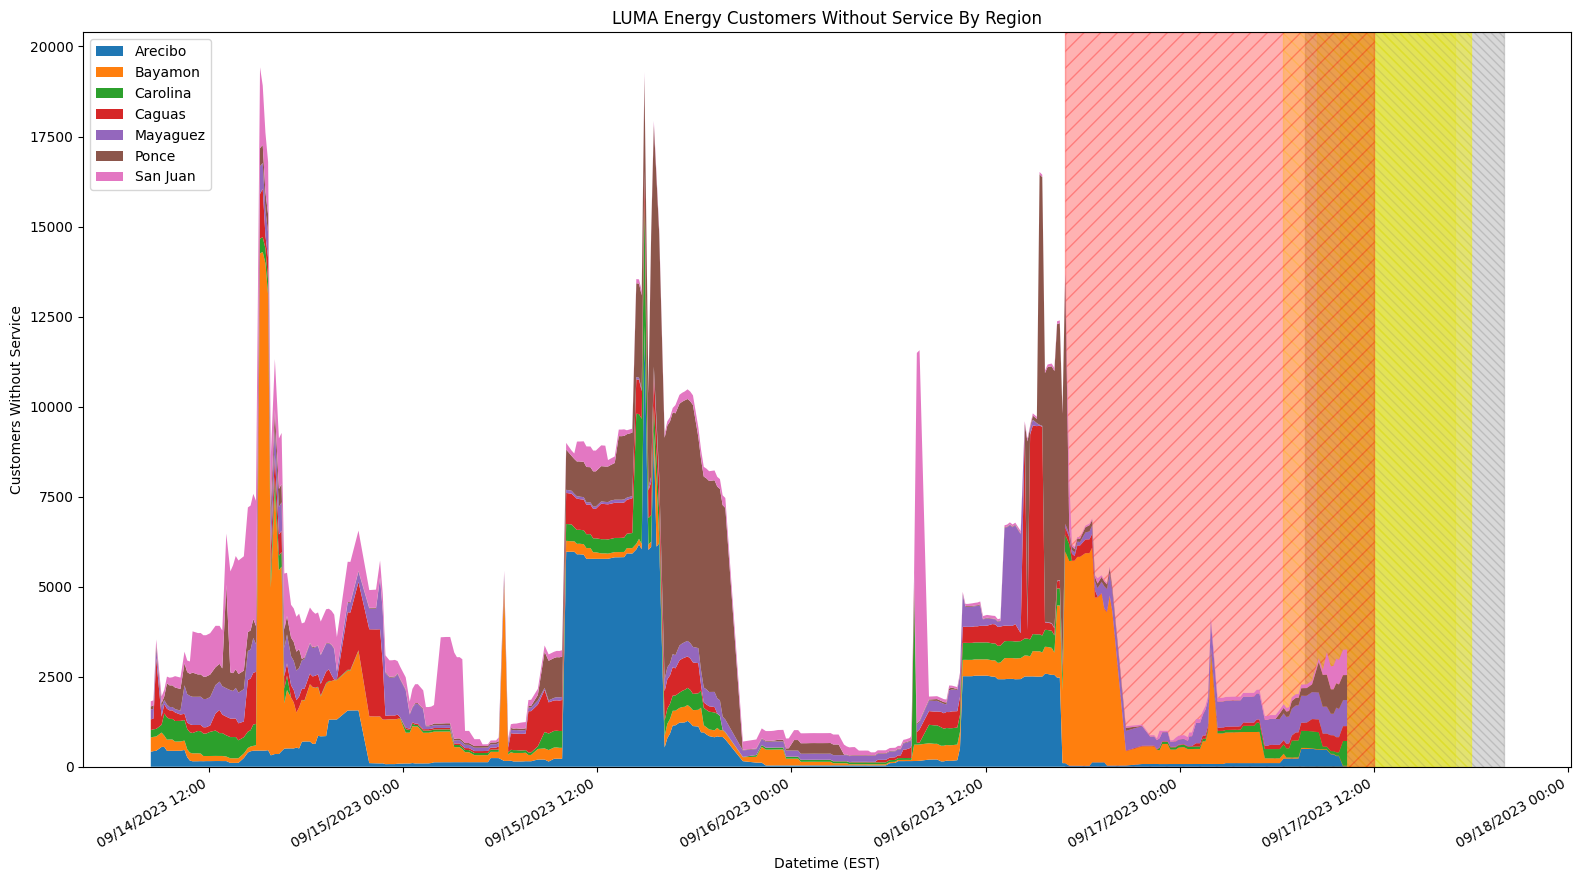 LUMA Energy Customers Without Service By Region
20000
17500
15000
12500
10000
7500
5000
2500
0
Customers Without Service
Arecibo
Bayamon
Carolina
Caguas
Mayaguez
Ponce
San Juan
09/14/2023 12:00
09/15/2023 00:00
09/15/2023 12:00
09/16/2023 00:00
09/16/2023 12:00
09/17/2023 00:00
09/17/2023 12:00
09/18/2023 00:00
Datetime (EST)